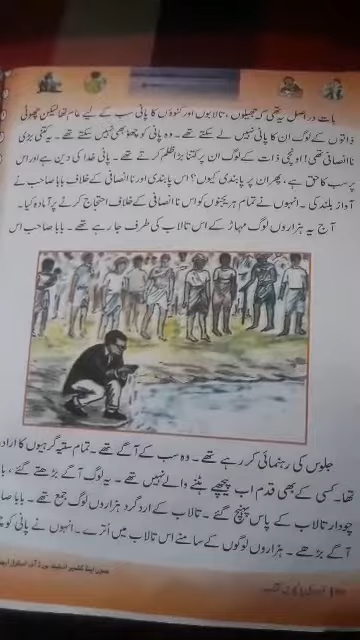 بات دراصل یہ تھی کہ جھیلوں، تالابوں اور کنوؤں کا پانی سب کے لیے عام تھا لیکن چھوٹی
ذاتوں کے لوگ ان کا پانی نہیں لے سکتے تھے۔ وہ پانی کو چھو بھی نہیں سکتے تھے۔ یہ کتنی بڑی
ناانصافی تھی! اونچی ذات کے لوگ ان پر کتنا بڑا ظلم کرتے تھے۔ پانی خدا کی دین ہے اور اس
پر سب کا حق ہے، پھر ان پر پابندی کیوں؟ اس پابندی اور ناانصافی کے خلاف بابا صاحب نے
آواز بلند کی۔ انہوں نے تمام ہریجنوں کو اس ناانصافی کے خلاف احتجاج کرنے پر آمادہ کیا۔
آج یہ ہزاروں لوگ مہاڑ کے اس تالاب کی طرف جا رہے تھے۔ بابا صاحب اس
جلوس کی رہنمائی کر رہے تھے۔ وہ سب کے آگے تھے۔ تمام ستیہ گرہیوں کا
تھا۔ کسی کے بھی قدم اب پیچھے ہٹنے والے نہیں تھے۔ یہ لوگ آگے بڑھتے گئے،
چودار تالاب کے پاس پہنچ گئے۔ تالاب کے اردگرد ہزاروں لوگ جمع تھے۔ بابا
آگے بڑھے۔ ہزاروں لوگوں کے سامنے اس تالاب میں اُترے۔ انہوں نے پانی کو